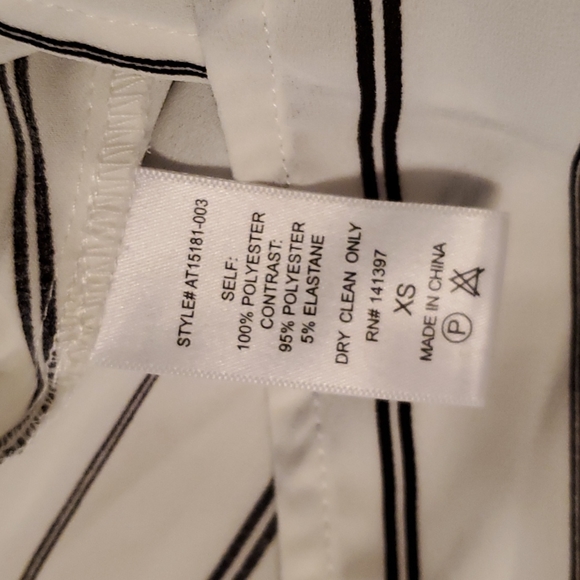 STYLE# AT15181-003
SELF:
100% POLYESTER
CONTRAST:
95% POLYESTER
5% ELASTANE
DRY CLEAN ONLY
RN# 141397
XS
MADE IN CHINA
P